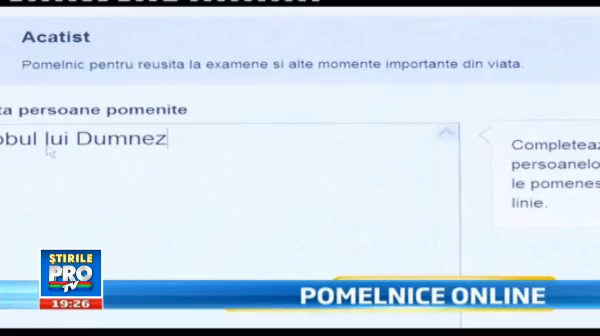 Acatist
Pomelnic pentru reusita la examene si alte momente importante din viata.
ta persoane pomenite
obul lui Dumnez
Completeaz
persoanelo
le pomenes
linie.
ȘTIRILE
PRO
TV
19:26
POMELNICE ONLINE